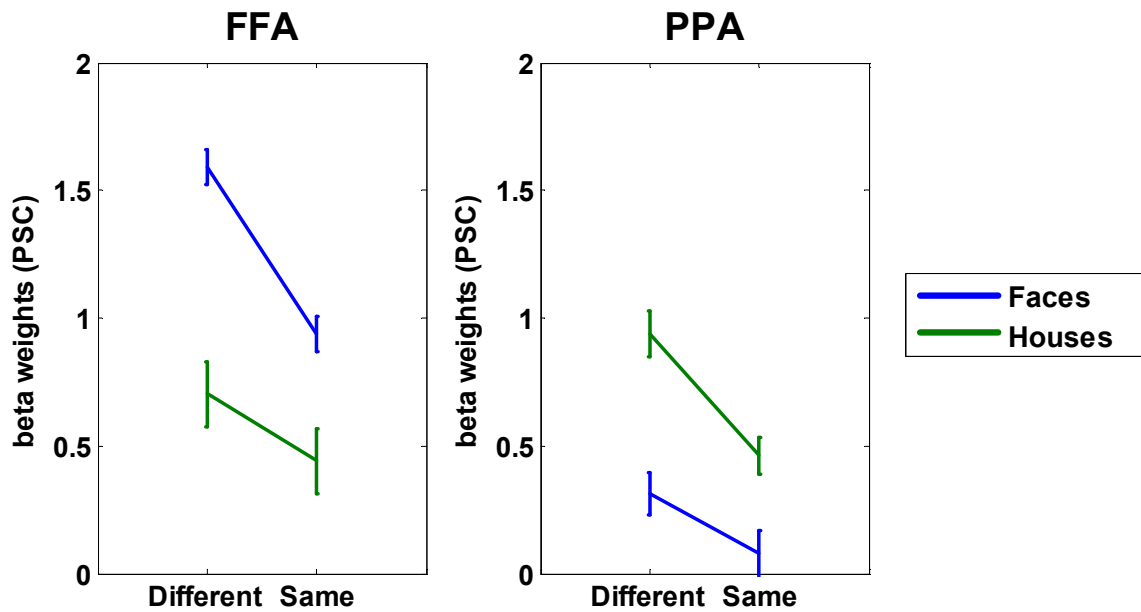 FFA
beta weights (PSC)
2
1.5
1
0.5
0
Different Same
PPA
beta weights (PSC)
2
1.5
1
0.5
0
Different Same
Faces
Houses